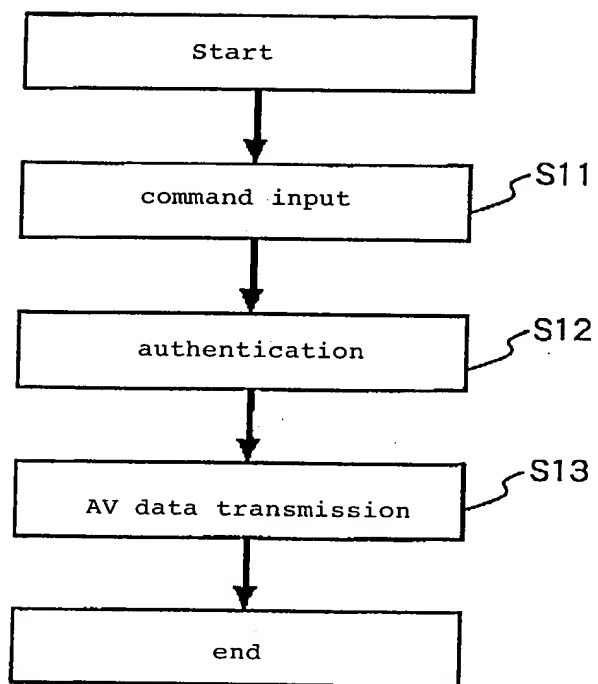 Start
command input
S11
authentication
S12
AV data transmission
S13
end